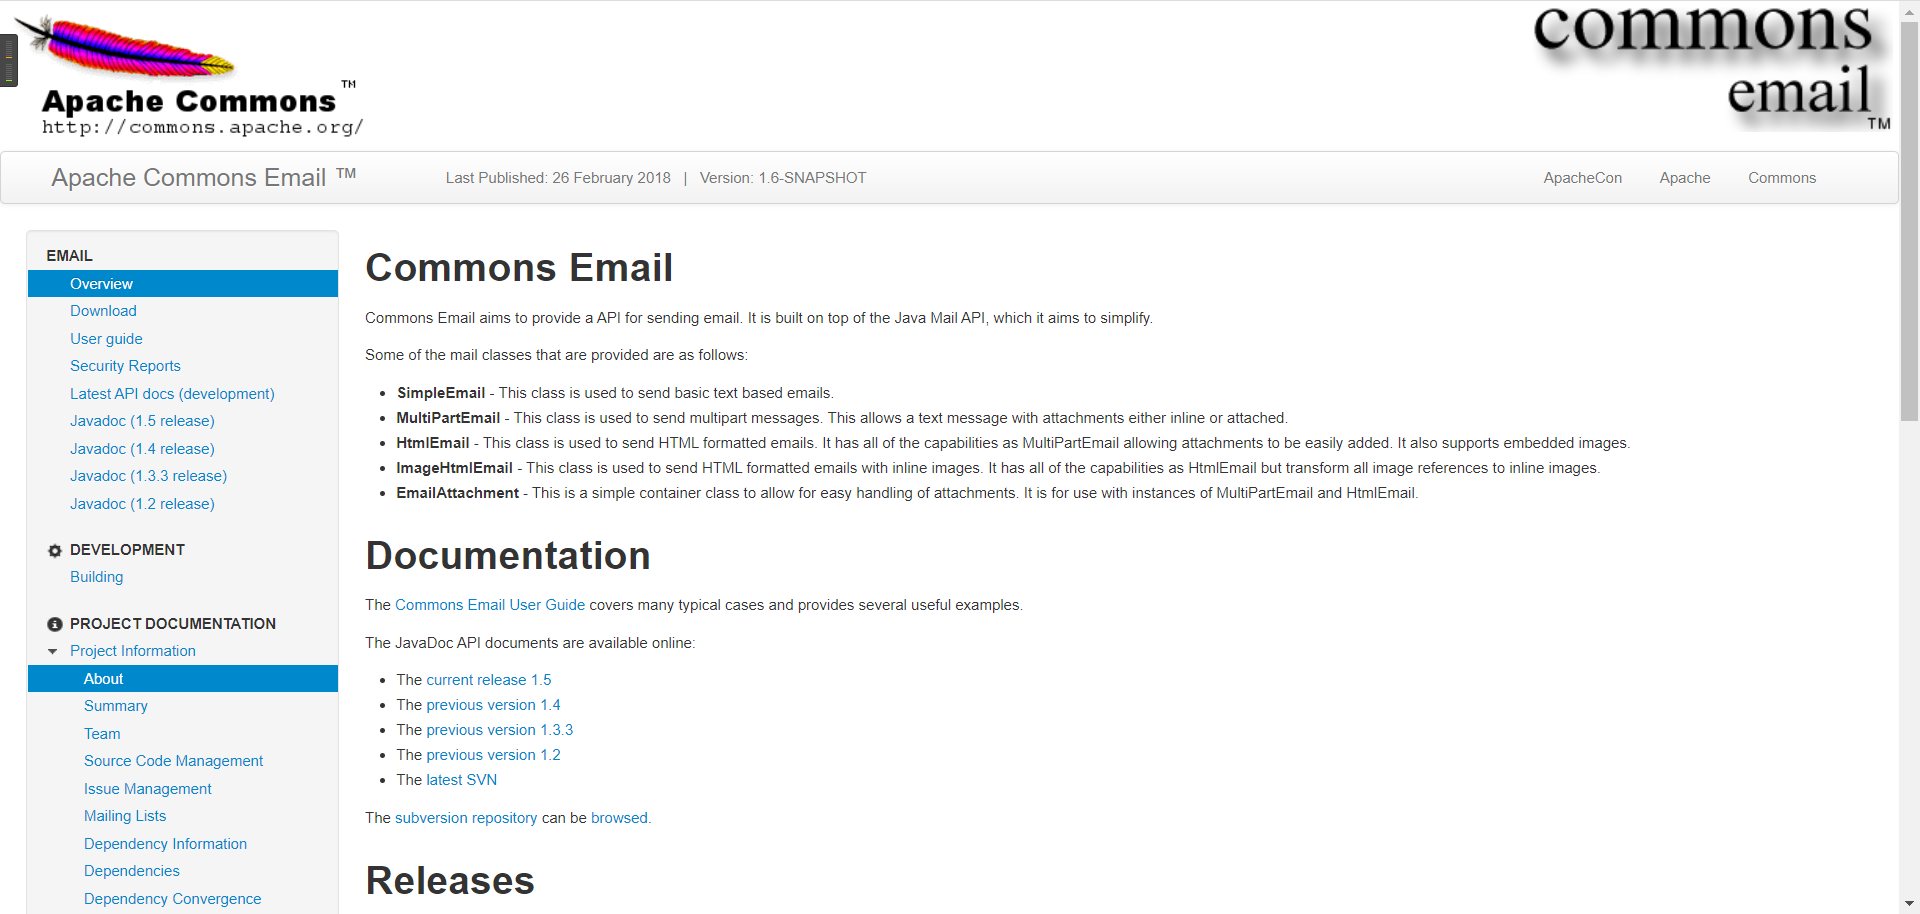 Apache Commons ™
http://commons.apache.org/
commons
email
TM
Apache Commons Email ™
Last Published: 26 February 2018 | Version: 1.6-SNAPSHOT
ApacheCon Apache Commons
EMAIL
Overview
Download
User guide
Security Reports
Latest API docs (development)
Javadoc (1.5 release)
Javadoc (1.4 release)
Javadoc (1.3.3 release)
Javadoc (1.2 release)
DEVELOPMENT
Building
PROJECT DOCUMENTATION
Project Information
About
Summary
Team
Source Code Management
Issue Management
Mailing Lists
Dependency Information
Dependencies
Dependency Convergence
Commons Email
Commons Email aims to provide a API for sending email. It is built on top of the Java Mail API, which it aims to simplify.
Some of the mail classes that are provided are as follows:
• SimpleEmail - This class is used to send basic text based emails.
• MultiPartEmail - This class is used to send multipart messages. This allows a text message with attachments either inline or attached.
• HtmlEmail - This class is used to send HTML formatted emails. It has all of the capabilities as MultiPartEmail allowing attachments to be easily added. It also supports embedded images.
• ImageHtmlEmail - This class is used to send HTML formatted emails with inline images. It has all of the capabilities as HtmlEmail but transform all image references to inline images.
• EmailAttachment - This is a simple container class to allow for easy handling of attachments. It is for use with instances of MultiPartEmail and HtmlEmail.
Documentation
The Commons Email User Guide covers many typical cases and provides several useful examples.
The JavaDoc API documents are available online:
• The current release 1.5
• The previous version 1.4
• The previous version 1.3.3
• The previous version 1.2
• The latest SVN
The subversion repository can be browsed.
Releases